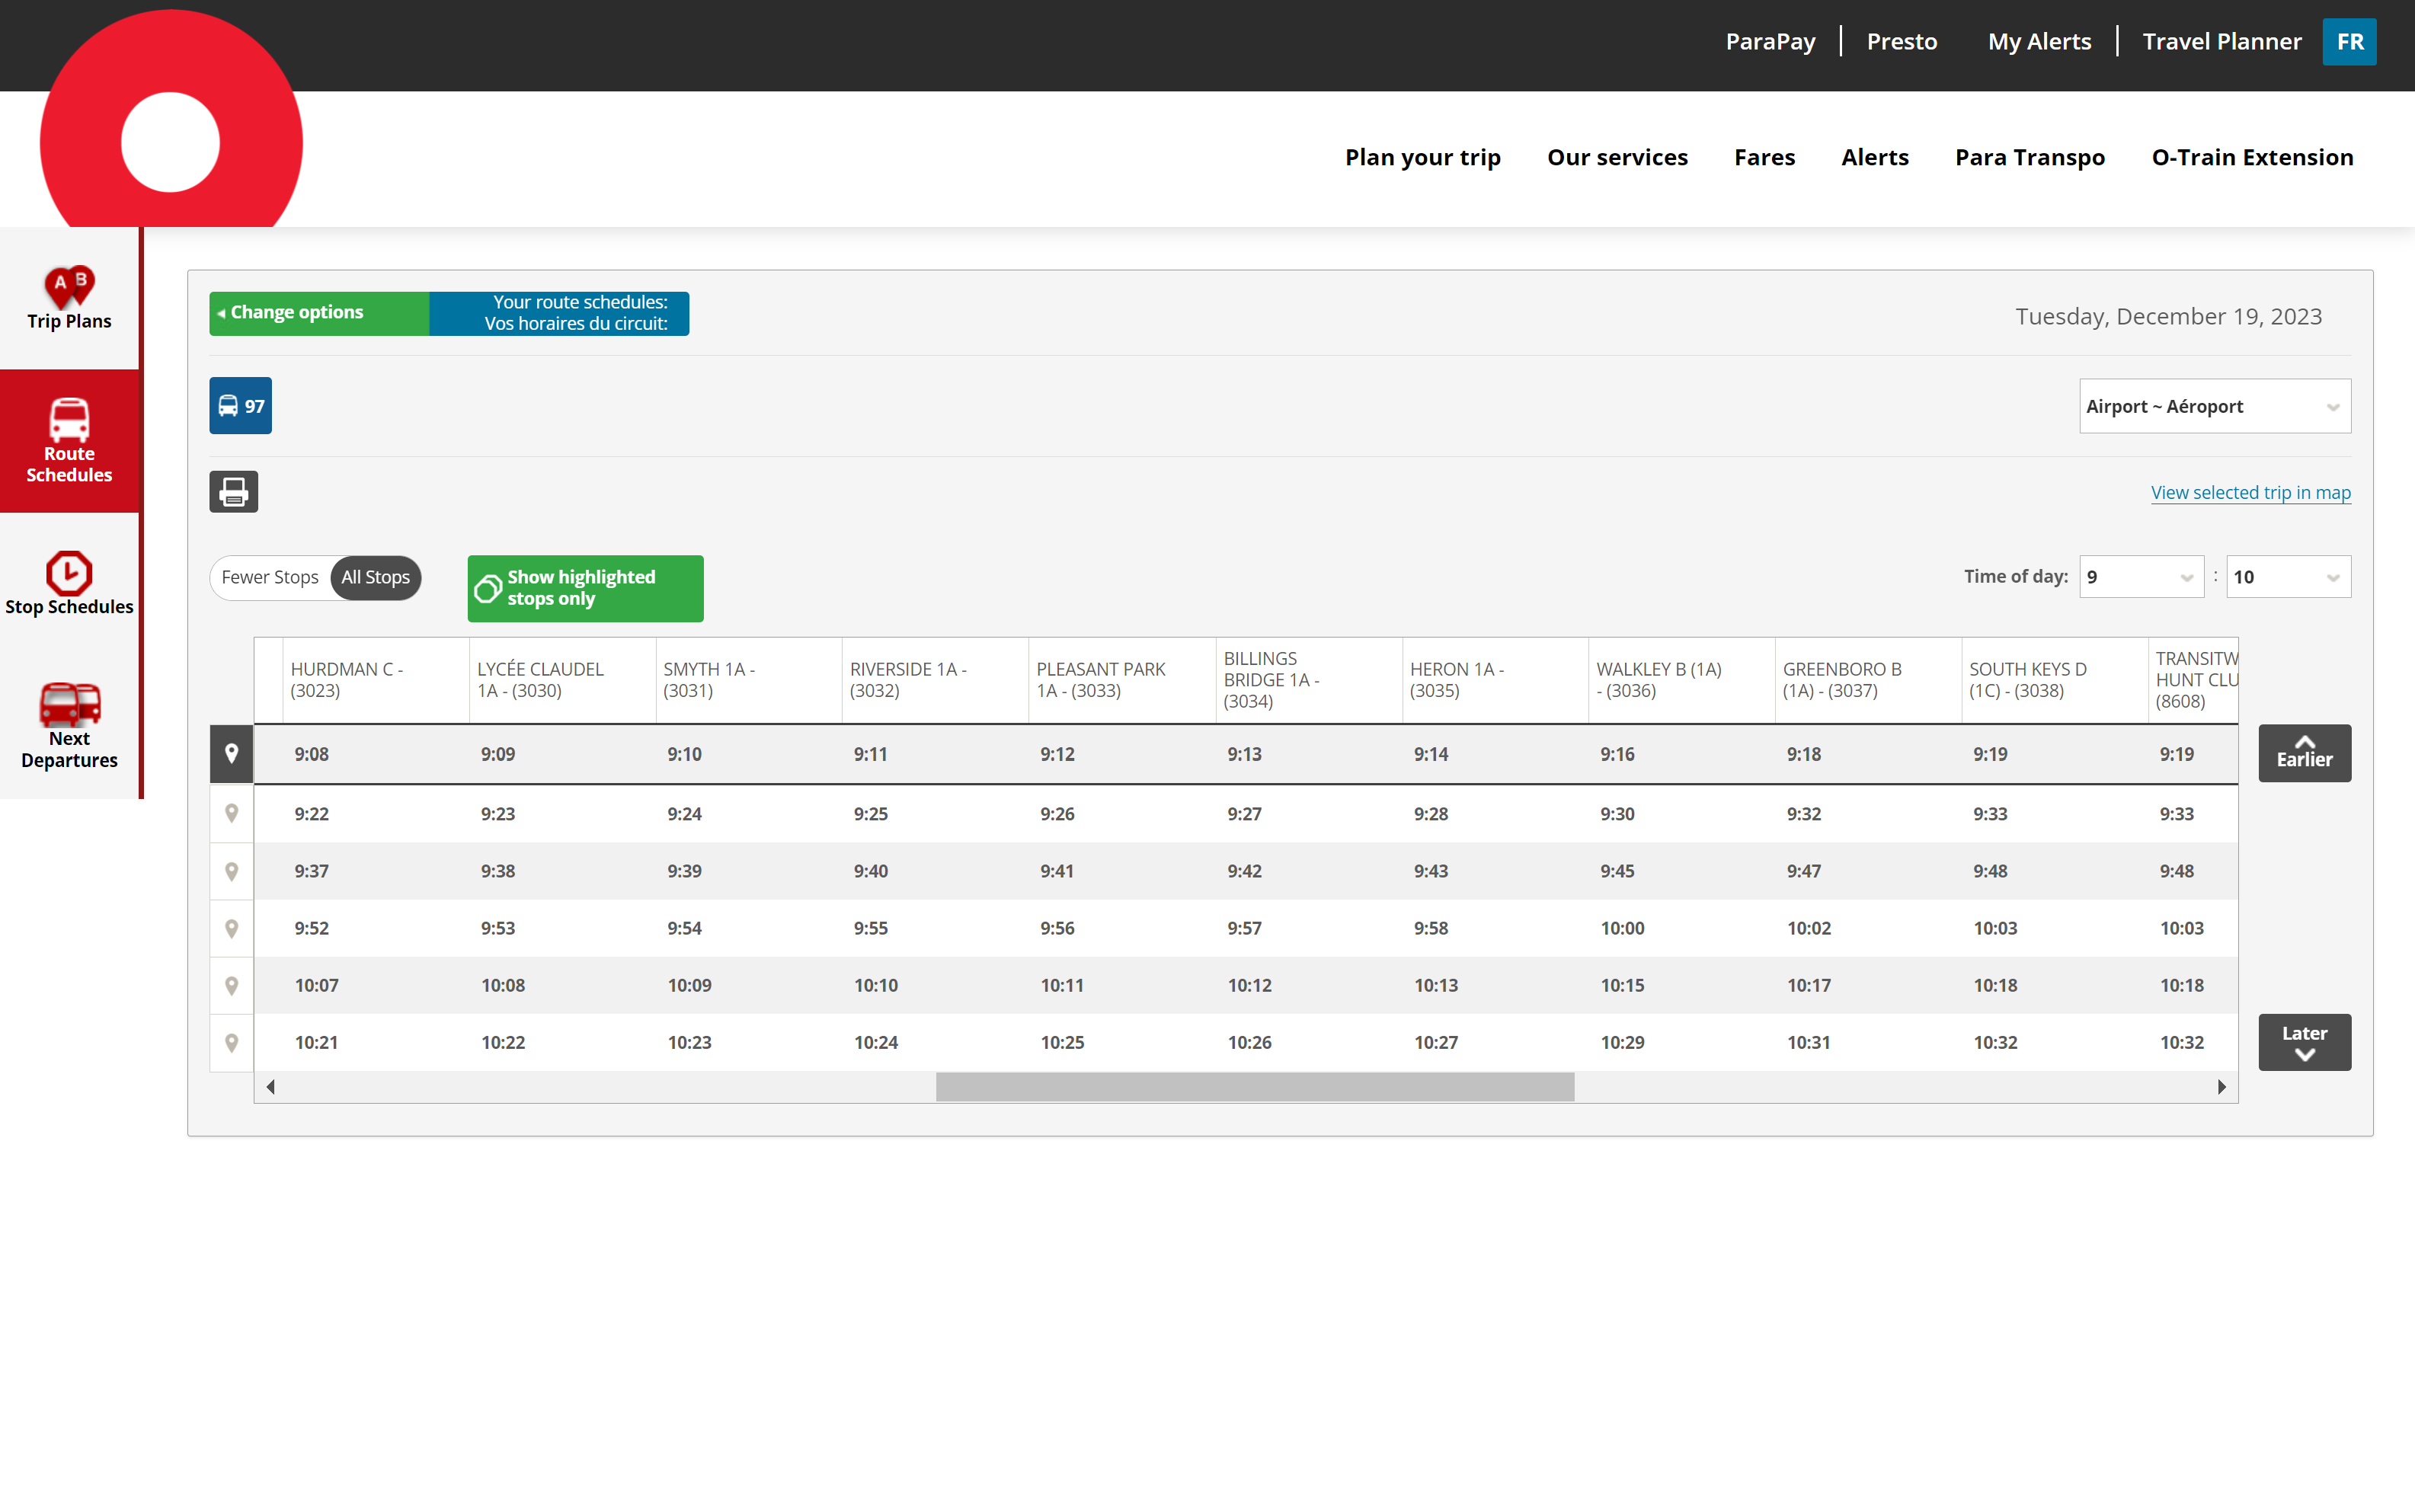 ParaPay Presto My Alerts Travel Planner FR
Plan your trip Our services Fares Alerts Para Transpo O-Train Extension
A B
Trip Plans
Route
Schedules
Stop Schedules
Next
Departures
Change options
Your route schedules:
Vos horaires du circuit:
Tuesday, December 19, 2023
97
Airport ~ Aéroport
View selected trip in map
Fewer Stops All Stops
Show highlighted
stops only
Time of day: 9 : 10
HURDMAN C -
(3023)
LYCÉE CLAUDEL
1A - (3030)
SMYTH 1A -
(3031)
RIVERSIDE 1A -
(3032)
PLEASANT PARK
1A - (3033)
BILLINGS
BRIDGE 1A -
(3034)
HERON 1A -
(3035)
WALKLEY B (1A)
- (3036)
GREENBORO B
(1A) - (3037)
SOUTH KEYS D
(1C) - (3038)
TRANSITW
HUNT CLU
(8608)
9:08 9:09 9:10 9:11 9:12 9:13 9:14 9:16 9:18 9:19 9:19
9:22 9:23 9:24 9:25 9:26 9:27 9:28 9:30 9:32 9:33 9:33
9:37 9:38 9:39 9:40 9:41 9:42 9:43 9:45 9:47 9:48 9:48
9:52 9:53 9:54 9:55 9:56 9:57 9:58 10:00 10:02 10:03 10:03
10:07 10:08 10:09 10:10 10:11 10:12 10:13 10:15 10:17 10:18 10:18
10:21 10:22 10:23 10:24 10:25 10:26 10:27 10:29 10:31 10:32 10:32
Earlier
Later